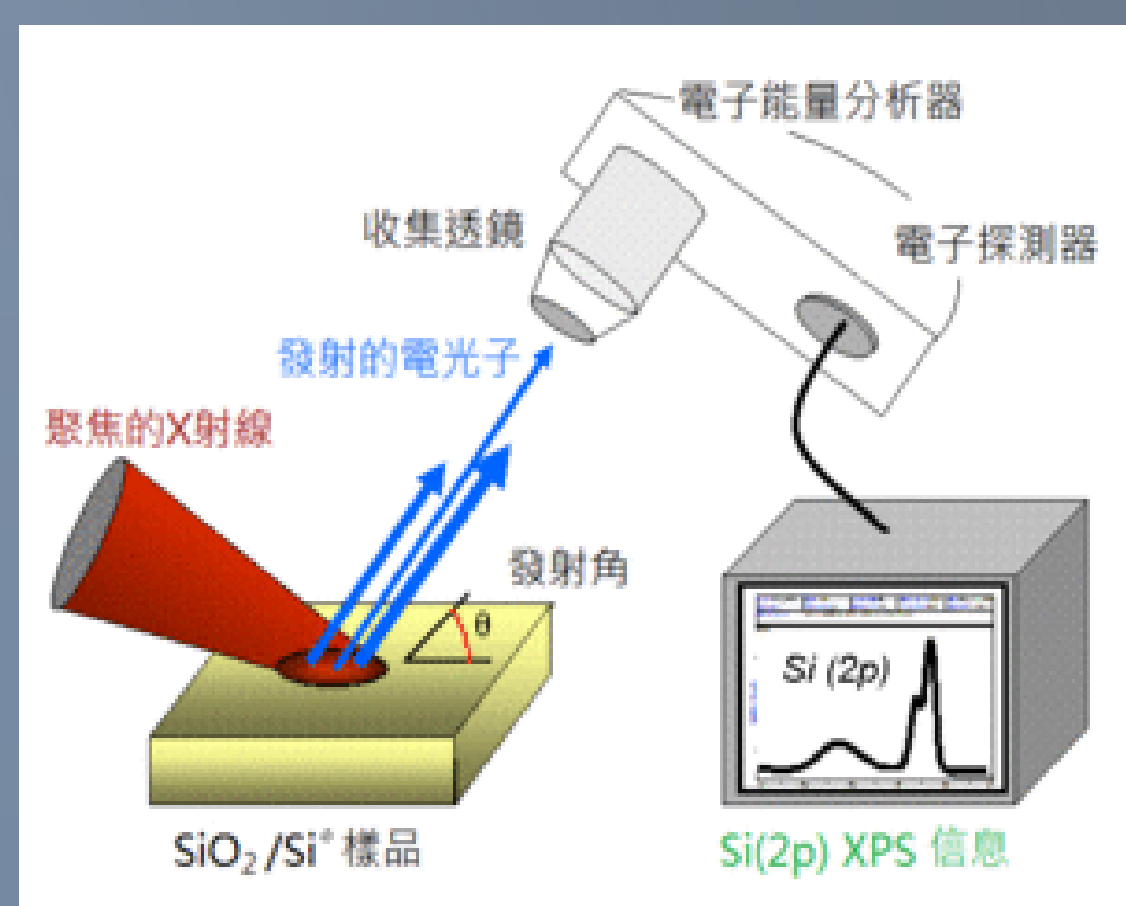 電子能量分析器
收集透鏡
電子探測器
發射的電光子
聚焦的X射線
發射角
θ
Si (2p)
SiO₂/Si° 樣品
Si(2p) XPS 信息